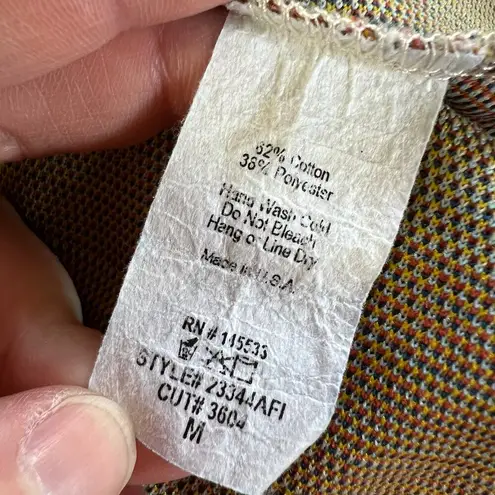 62% Cotton
38% Polyester
Hand Wash Cold
Do Not Bleach
Hang or Line Dry
Made in U.S.A.
RN # 145533
STYLE# 23344AFI
CUT# 3604
M